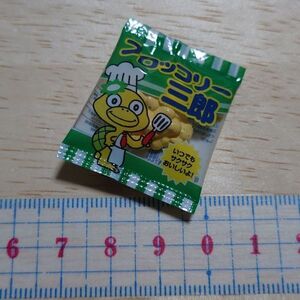 ブロッコリー
三郎
いつでも
サクサク
おいしいよ!
6 7 8 9 0 1